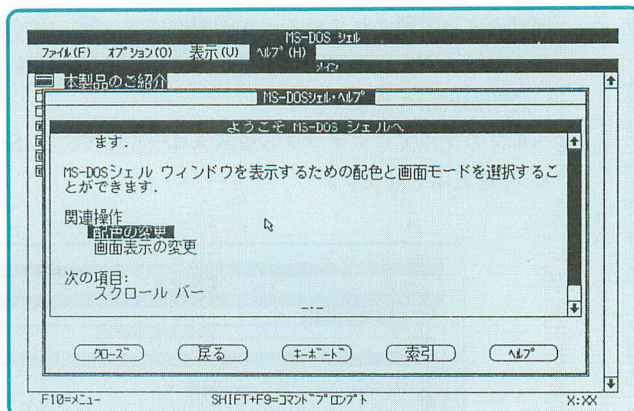 MS-DOS シェル
ファイル(F) オプション(O) 表示(U) ヘルプ(H)
メイン
本製品のご紹介
MS-DOSシェル・ヘルプ
ようこそ MS-DOS シェルへ
ます.
MS-DOSシェル ウィンドウを表示するための配色と画面モードを選択するこ
とができます.
関連操作
配色の変更
画面表示の変更
次の項目:
スクロール バー
クローズ 戻る キーボード 索引 ヘルプ
F10=メニュー SHIFT+F9=コマンドプロンプト X:XX